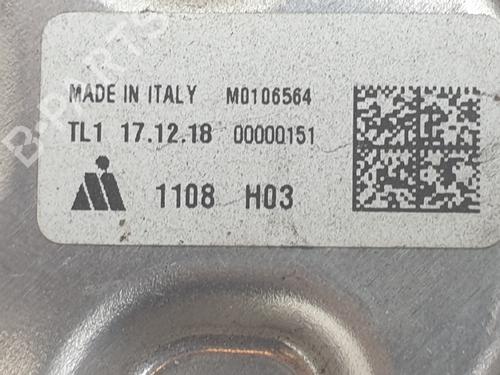 MADE IN ITALY M0106564
TL1 17.12.18 00000151
1108 H03
B-PARTS